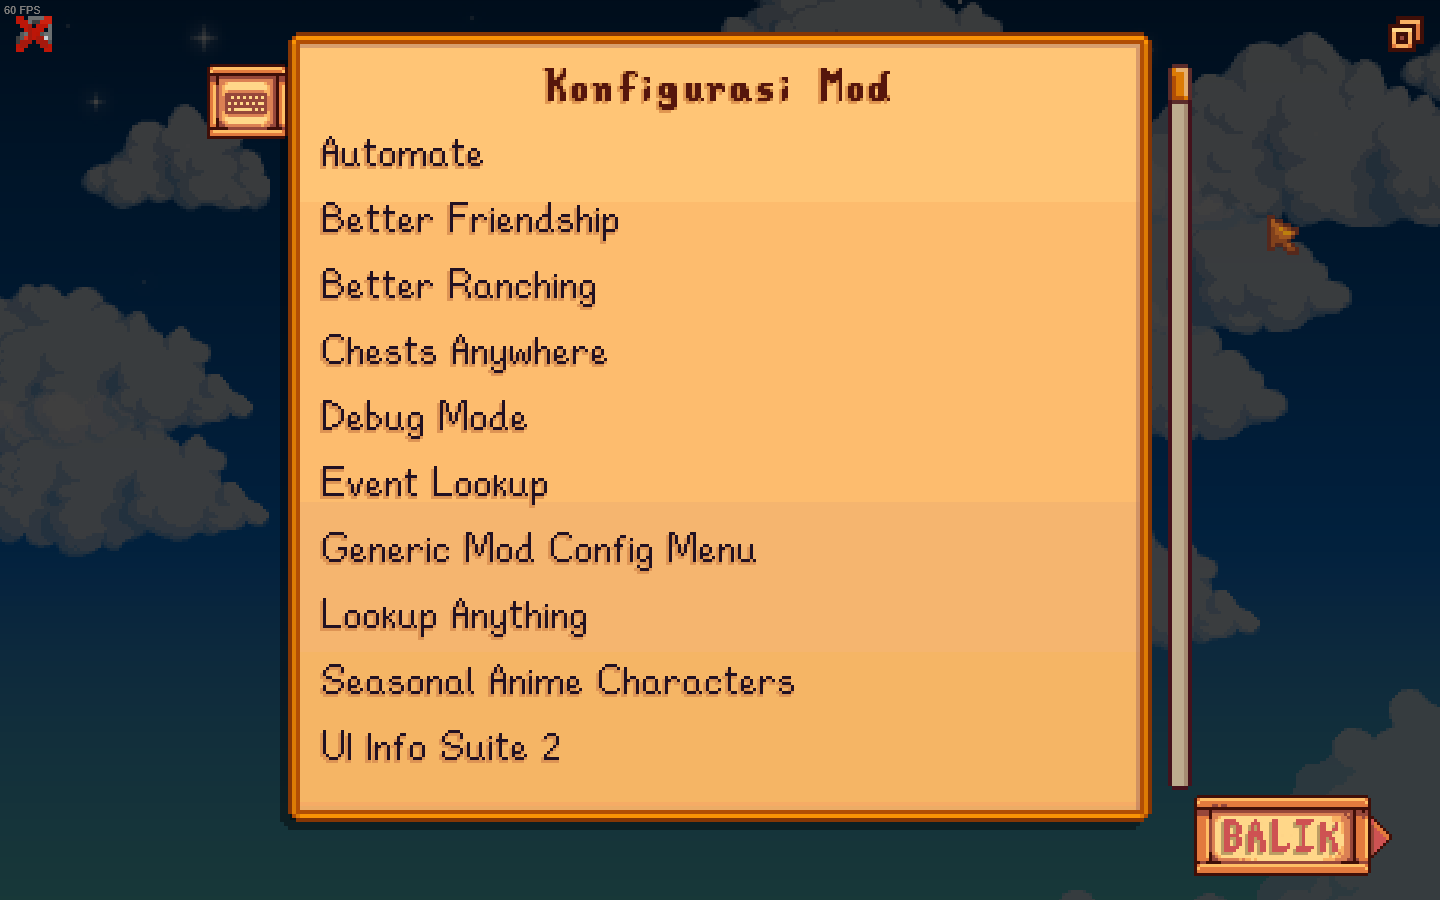 60 FPS
Konfigurasi Mod
Automate
Better Friendship
Better Ranching
Chests Anywhere
Debug Mode
Event Lookup
Generic Mod Config Menu
Lookup Anything
Seasonal Anime Characters
UI Info Suite 2
BALIK